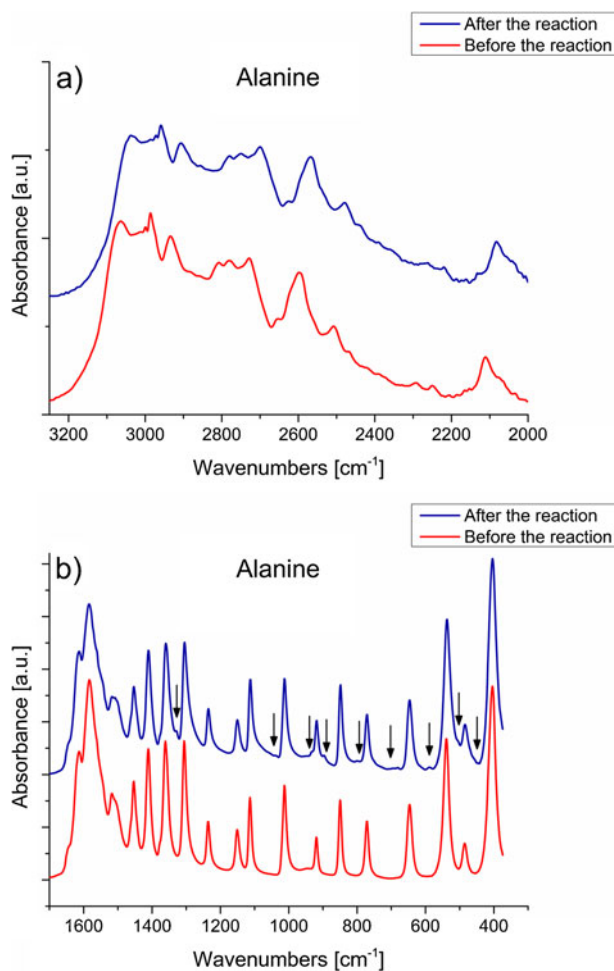 After the reaction
Before the reaction
a)
Alanine
Absorbance [a.u.]
3200 3000 2800 2600 2400 2200 2000
Wavenumbers [cm⁻¹]
After the reaction
Before the reaction
b)
Alanine
Absorbance [a.u.]
1600 1400 1200 1000 800 600 400
Wavenumbers [cm⁻¹]